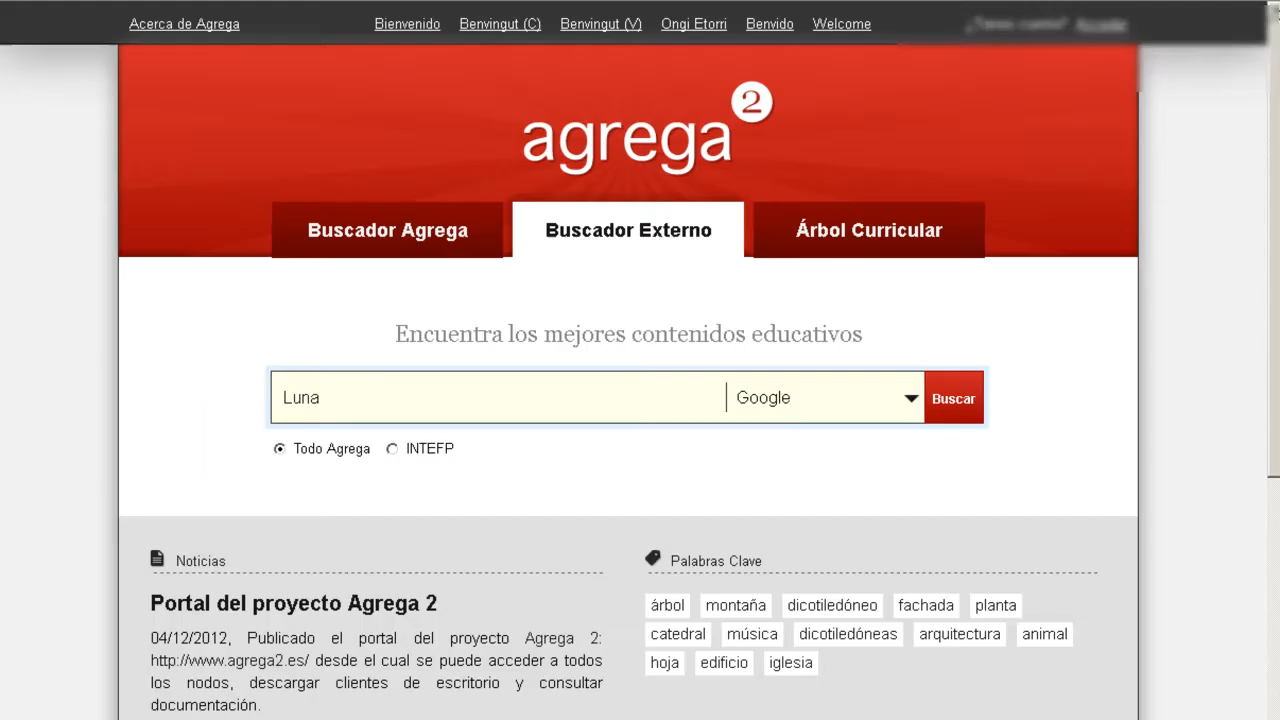 Acerca de Agrega Bienvenido Benvingut (C) Benvingut (V) Ongi Etorri Benvido Welcome
agrega 2
Buscador Agrega Buscador Externo Árbol Curricular
Encuentra los mejores contenidos educativos
Luna Google Buscar
Todo Agrega INTEFP
Noticias
Portal del proyecto Agrega 2
04/12/2012, Publicado el portal del proyecto Agrega 2:
http://www.agrega2.es/ desde el cual se puede acceder a todos
los nodos, descargar clientes de escritorio y consultar
documentación.
Palabras Clave
árbol montaña dicotiledóneo fachada planta
catedral música dicotiledóneas arquitectura animal
hoja edificio iglesia